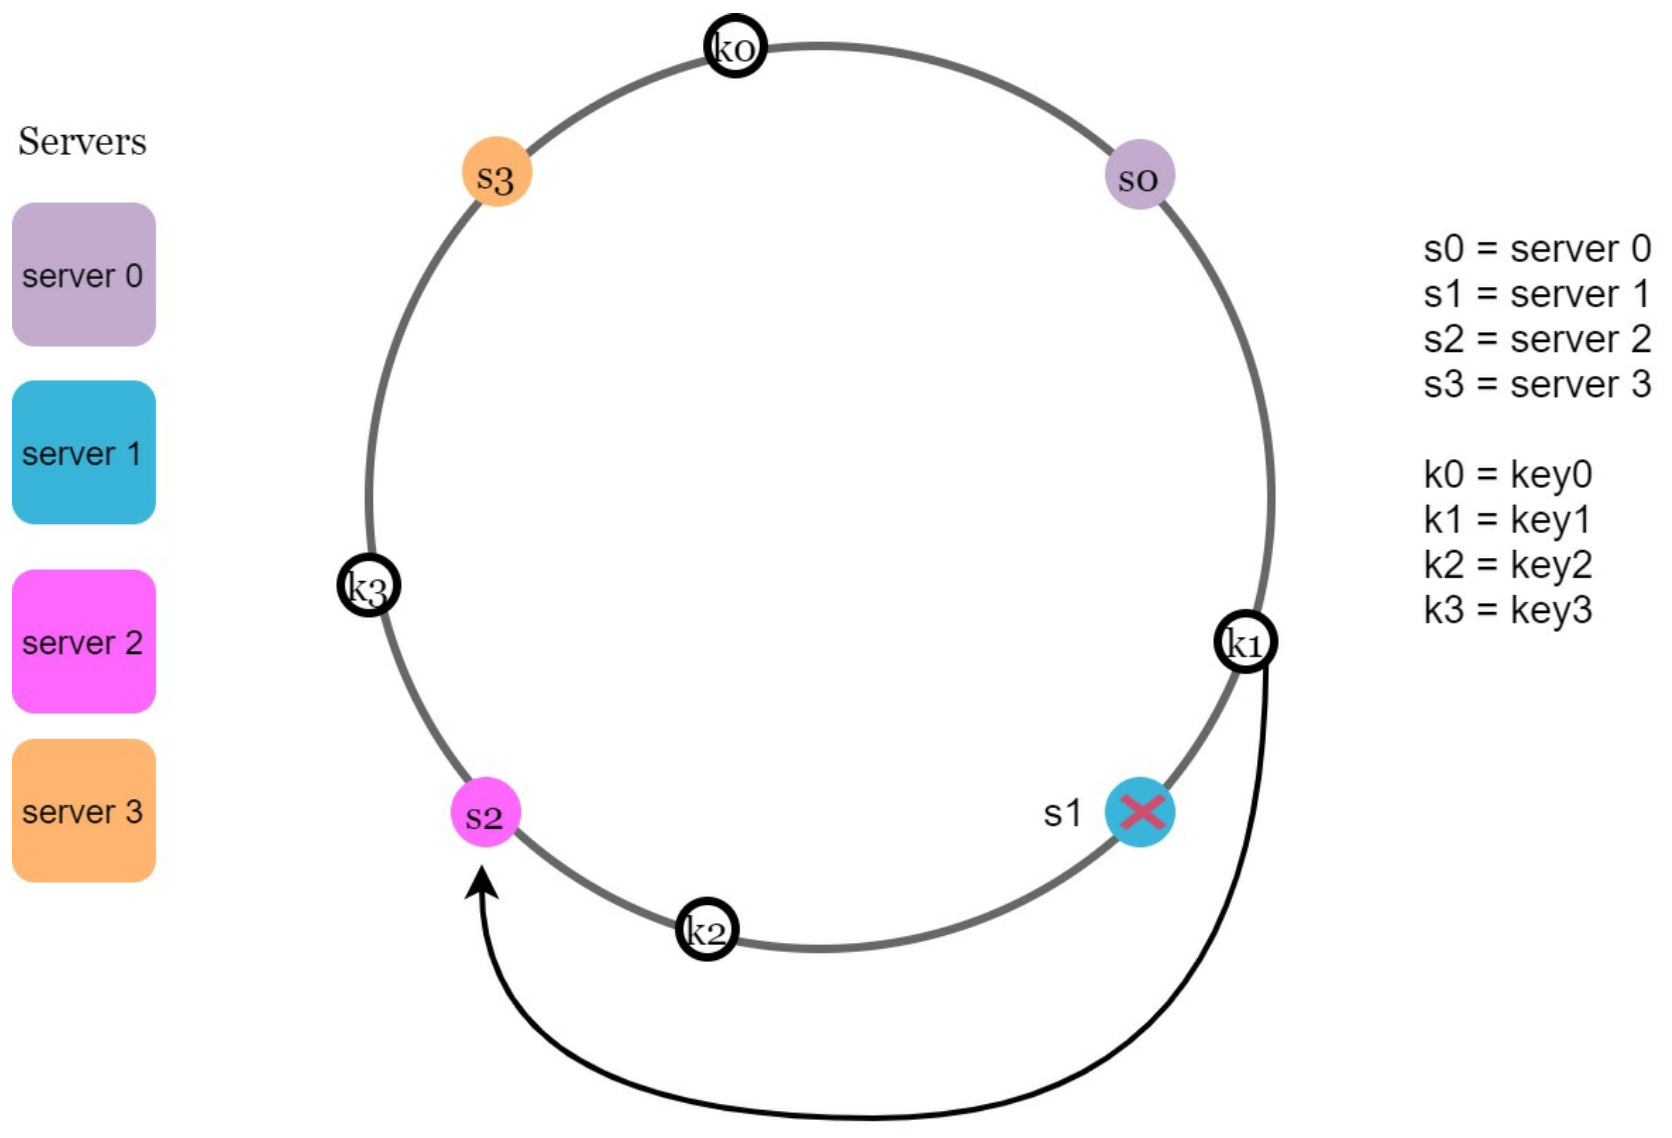 Servers
server 0
server 1
server 2
server 3
k0
s3
s0
k3
k1
s2
s1
k2
s0 = server 0
s1 = server 1
s2 = server 2
s3 = server 3
k0 = key0
k1 = key1
k2 = key2
k3 = key3